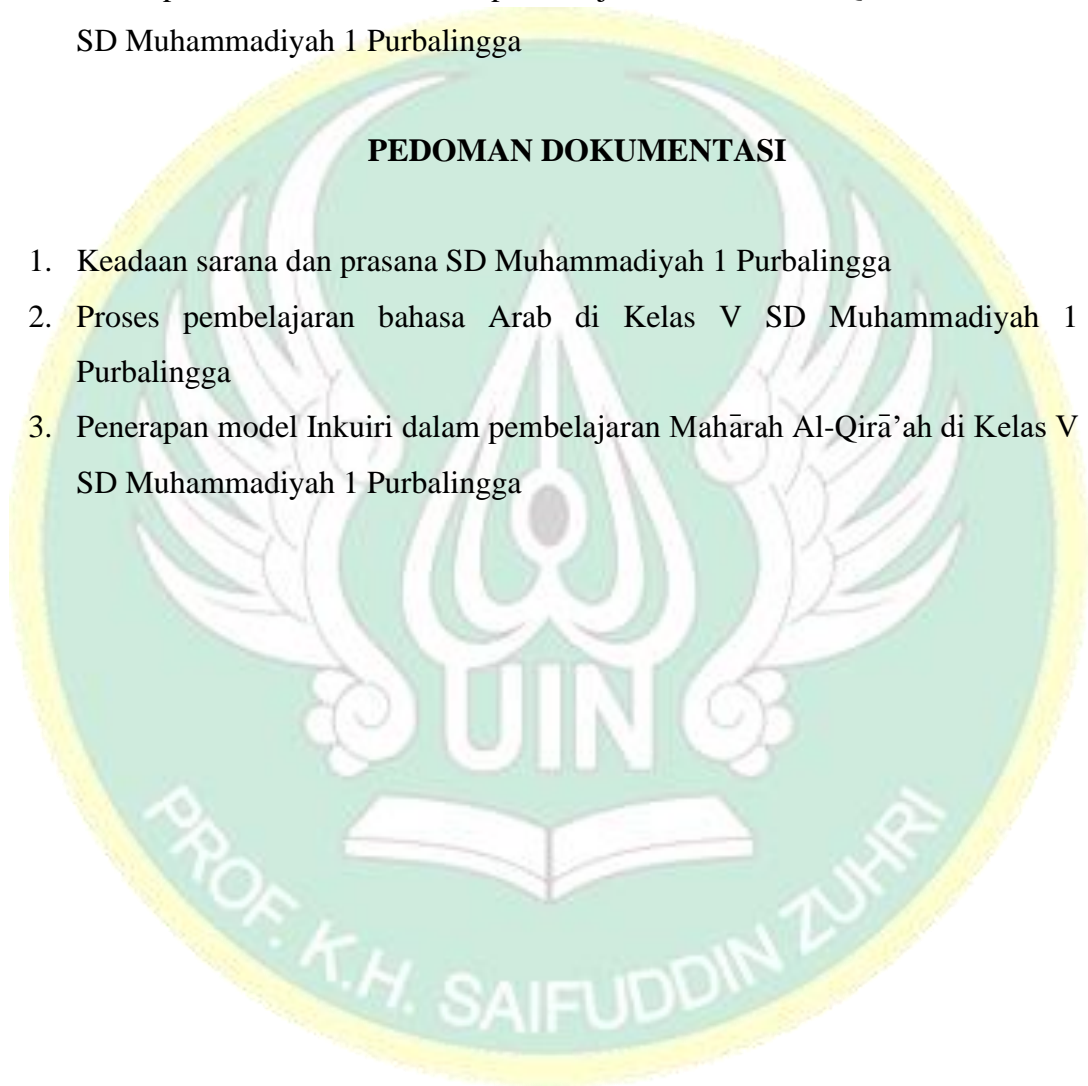 SD Muhammadiyah 1 Purbalingga
PEDOMAN DOKUMENTASI
1. Keadaan sarana dan prasana SD Muhammadiyah 1 Purbalingga
2. Proses pembelajaran bahasa Arab di Kelas V SD Muhammadiyah 1
Purbalingga
3. Penerapan model Inkuiri dalam pembelajaran Mahārah Al-Qirā’ah di Kelas V
SD Muhammadiyah 1 Purbalingga
UIN
PROF. K.H. SAIFUDDIN ZUHRI